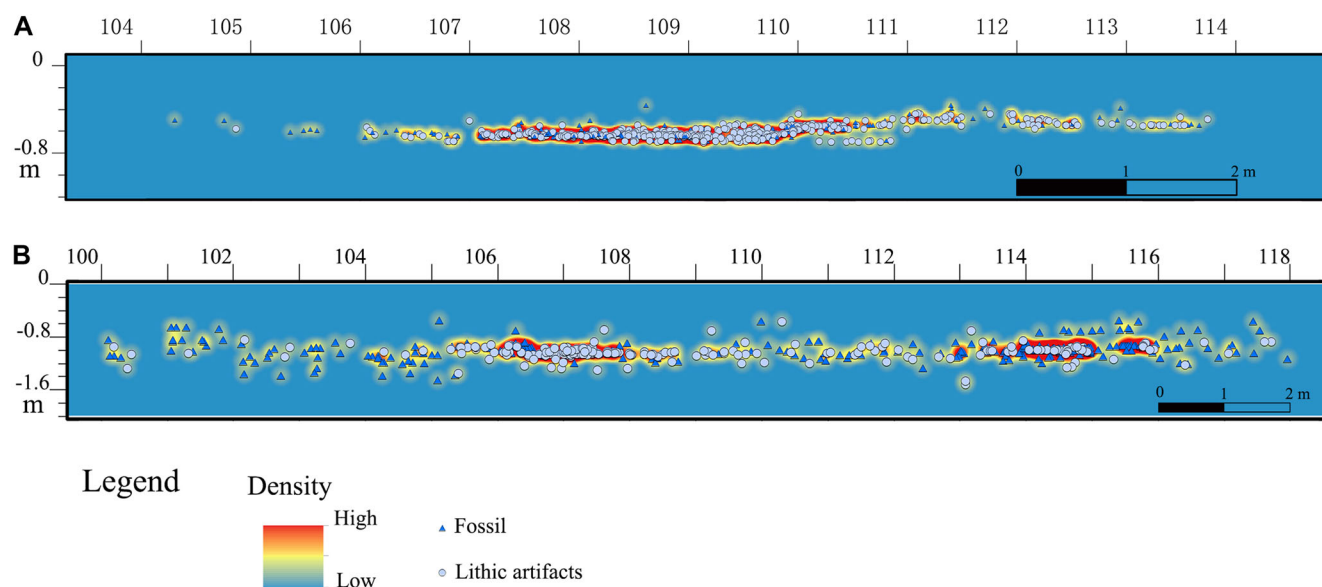 A
104 105 106 107 108 109 110 111 112 113 114
0
-0.8
m
0 1 2 m
B
100 102 104 106 108 110 112 114 116 118
0
-0.8
-1.6
m
0 1 2 m
Legend
Density
High
Low
Fossil
Lithic artifacts